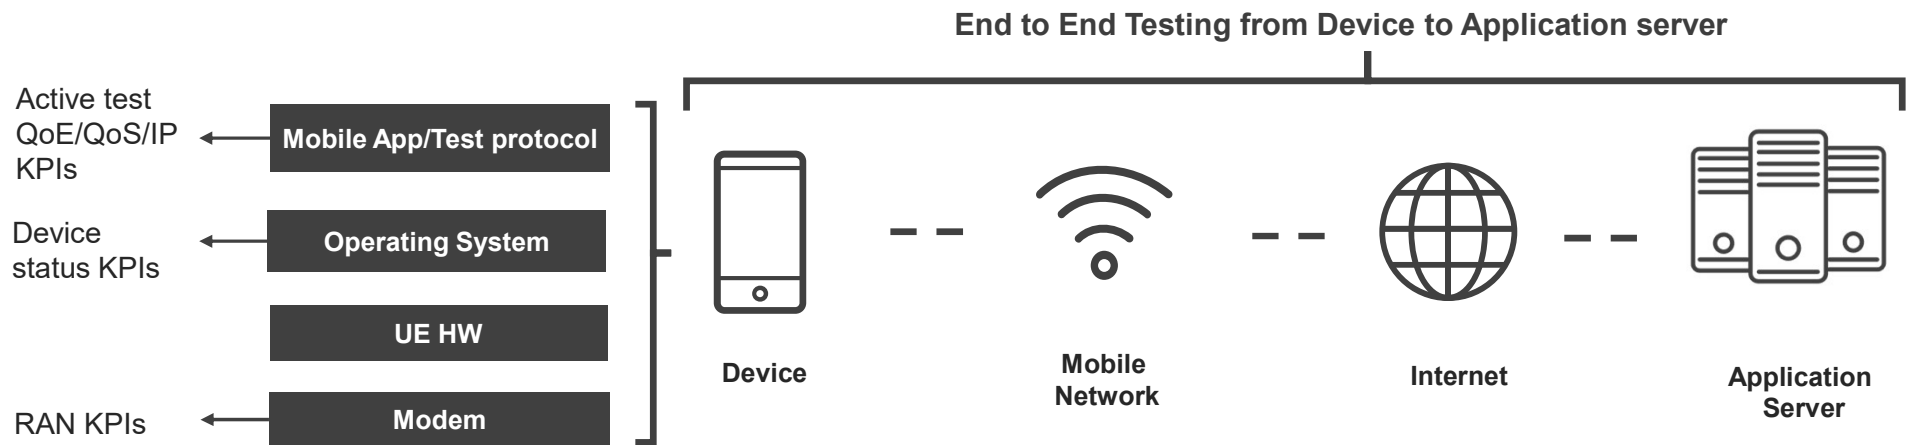 End to End Testing from Device to Application server
Active test
QoE/QoS/IP
KPIs
Mobile App/Test protocol
Device
status KPIs
Operating System
UE HW
RAN KPIs
Modem
Device
Mobile
Network
Internet
Application
Server